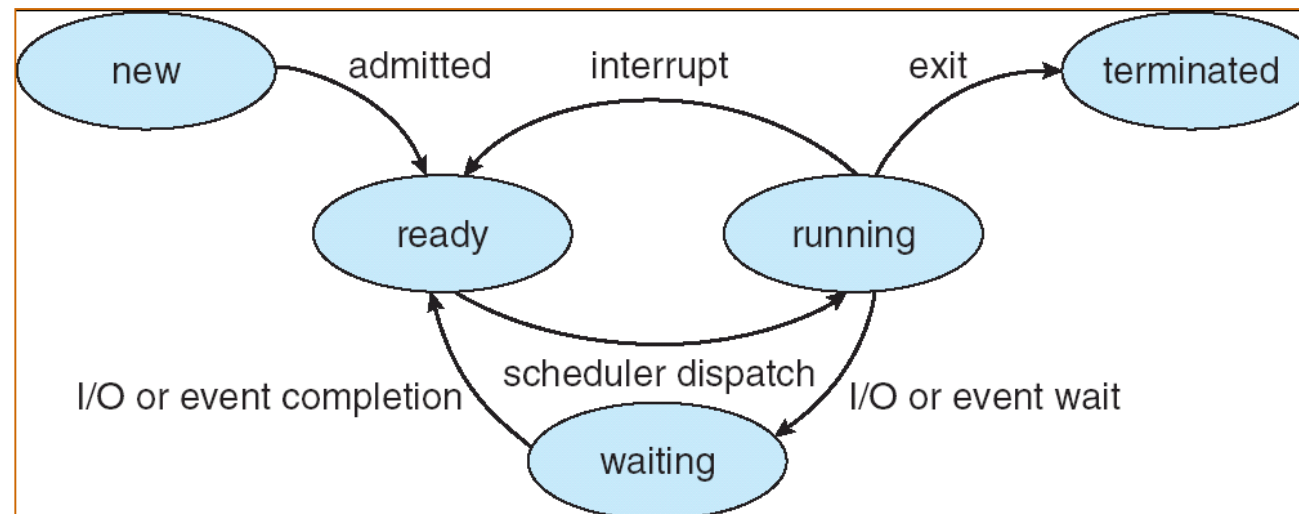 new
admitted
interrupt
exit
terminated
ready
running
scheduler dispatch
I/O or event completion
I/O or event wait
waiting